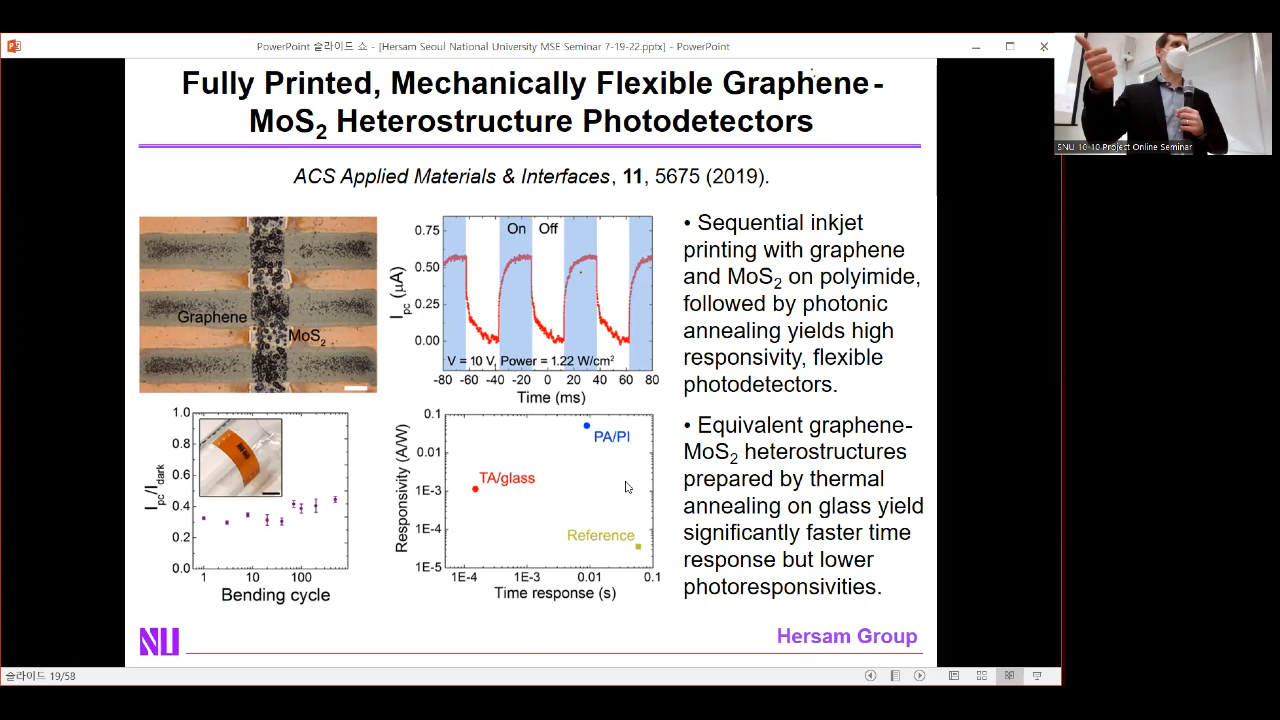 PowerPoint 슬라이드 쇼 - [Hersam Seoul National University MSE Seminar 7-19-22.pptx] - PowerPoint
Fully Printed, Mechanically Flexible Graphene-
MoS2 Heterostructure Photodetectors
SNU 10-10 Project Online Seminar
ACS Applied Materials & Interfaces, 11, 5675 (2019).
Graphene
MoS2
Ipc (μA)
0.75
0.50
0.25
0.00
On Off
V = 10 V, Power = 1.22 W/cm2
-80 -60 -40 -20 0 20 40 60 80
Time (ms)
• Sequential inkjet
printing with graphene
and MoS2 on polyimide,
followed by photonic
annealing yields high
responsivity, flexible
photodetectors.
Ipc/Idark
1.0
0.8
0.6
0.4
0.2
0.0
1 10 100
Bending cycle
Responsivity (A/W)
0.1
0.01
1E-3
1E-4
1E-5
PA/PI
TA/glass
Reference
1E-4 1E-3 0.01 0.1
Time response (s)
• Equivalent graphene-
MoS2 heterostructures
prepared by thermal
annealing on glass yield
significantly faster time
response but lower
photoresponsivities.
NU
Hersam Group
슬라이드 19/58